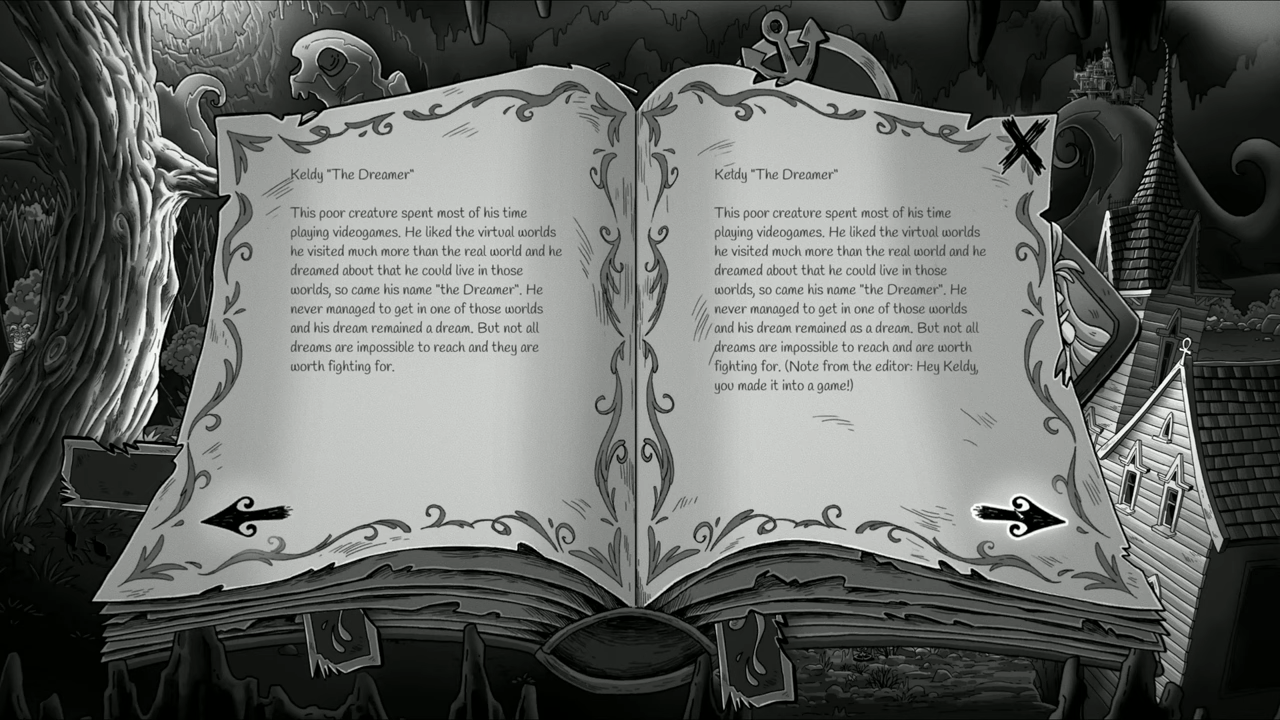 Keldy "The Dreamer"
This poor creature spent most of his time
playing videogames. He liked the virtual worlds
he visited much more than the real world and he
dreamed about that he could live in those
worlds, so came his name "the Dreamer". He
never managed to get in one of those worlds
and his dream remained a dream. But not all
dreams are impossible to reach and they are
worth fighting for.
Keldy "The Dreamer"
This poor creature spent most of his time
playing videogames. He liked the virtual worlds
he visited much more than the real world and he
dreamed about that he could live in those
worlds, so came his name "the Dreamer". He
never managed to get in one of those worlds
and his dream remained as a dream. But not all
dreams are impossible to reach and are worth
fighting for. (Note from the editor: Hey Keldy,
you made it into a game!)